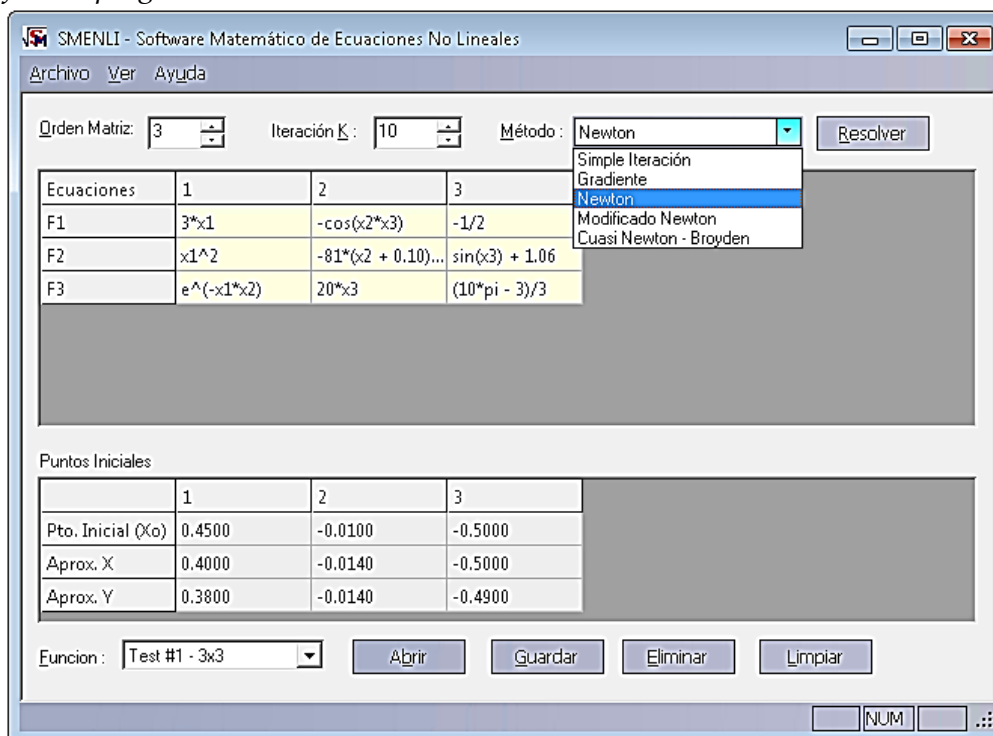 SMENLI - Software Matemático de Ecuaciones No Lineales
Archivo Ver Ayuda
Orden Matriz: 3 Iteración K : 10 Método : Newton Resolver
Simple Iteración
Gradiente
Newton
Modificado Newton
Cuasi Newton - Broyden
Ecuaciones 1 2 3
F1 3*x1 -cos(x2*x3) -1/2
F2 x1^2 -81*(x2 + 0.10)... sin(x3) + 1.06
F3 e^(-x1*x2) 20*x3 (10*pi - 3)/3
Puntos Iniciales
1 2 3
Pto. Inicial (Xo) 0.4500 -0.0100 -0.5000
Aprox. X 0.4000 -0.0140 -0.5000
Aprox. Y 0.3800 -0.0140 -0.4900
Funcion : Test #1 - 3x3 Abrir Guardar Eliminar Limpiar
NUM